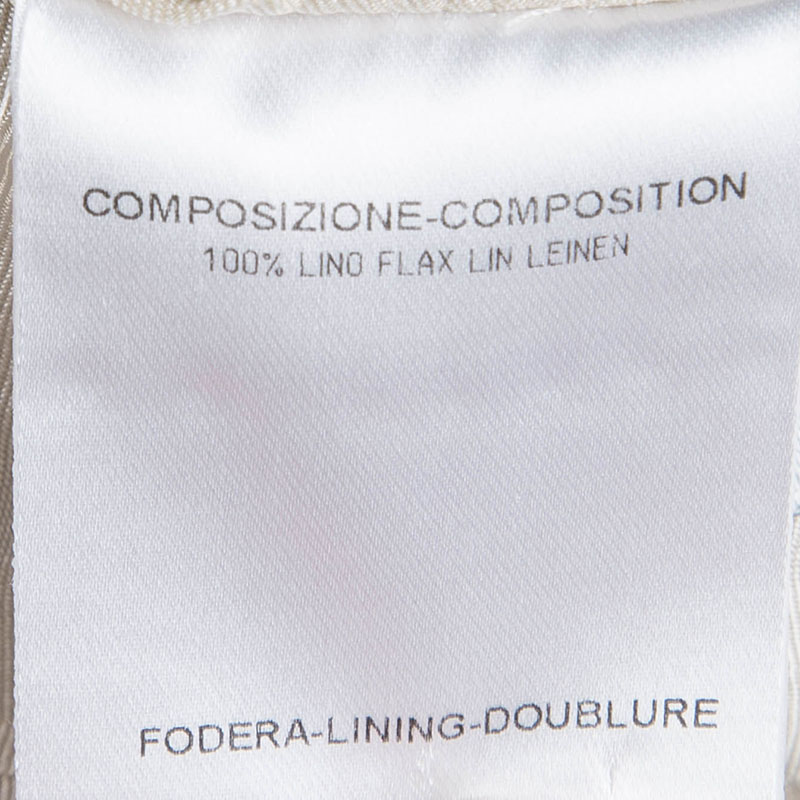 COMPOSIZIONE-COMPOSITION
100% LINO FLAX LIN LEINEN
FODERA-LINING-DOUBLURE